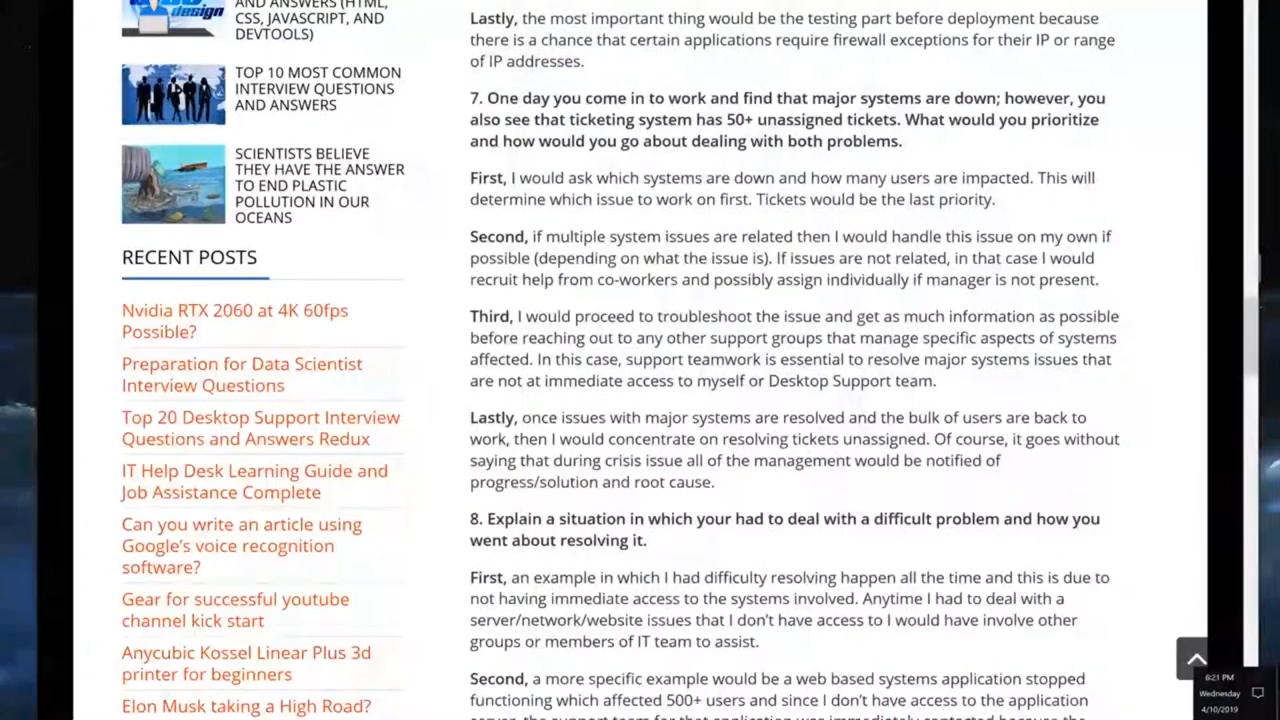 AND ANSWERS (HTML,
CSS, JAVASCRIPT, AND
DEVTOOLS)
design
TOP 10 MOST COMMON
INTERVIEW QUESTIONS
AND ANSWERS
SCIENTISTS BELIEVE
THEY HAVE THE ANSWER
TO END PLASTIC
POLLUTION IN OUR
OCEANS
RECENT POSTS
Nvidia RTX 2060 at 4K 60fps
Possible?
Preparation for Data Scientist
Interview Questions
Top 20 Desktop Support Interview
Questions and Answers Redux
IT Help Desk Learning Guide and
Job Assistance Complete
Can you write an article using
Google's voice recognition
software?
Gear for successful youtube
channel kick start
Anycubic Kossel Linear Plus 3d
printer for beginners
Elon Musk taking a High Road?
Lastly, the most important thing would be the testing part before deployment because
there is a chance that certain applications require firewall exceptions for their IP or range
of IP addresses.
7. One day you come in to work and find that major systems are down; however, you
also see that ticketing system has 50+ unassigned tickets. What would you prioritize
and how would you go about dealing with both problems.
First, I would ask which systems are down and how many users are impacted. This will
determine which issue to work on first. Tickets would be the last priority.
Second, if multiple system issues are related then I would handle this issue on my own if
possible (depending on what the issue is). If issues are not related, in that case I would
recruit help from co-workers and possibly assign individually if manager is not present.
Third, I would proceed to troubleshoot the issue and get as much information as possible
before reaching out to any other support groups that manage specific aspects of systems
affected. In this case, support teamwork is essential to resolve major systems issues that
are not at immediate access to myself or Desktop Support team.
Lastly, once issues with major systems are resolved and the bulk of users are back to
work, then I would concentrate on resolving tickets unassigned. Of course, it goes without
saying that during crisis issue all of the management would be notified of
progress/solution and root cause.
8. Explain a situation in which your had to deal with a difficult problem and how you
went about resolving it.
First, an example in which I had difficulty resolving happen all the time and this is due to
not having immediate access to the systems involved. Anytime I had to deal with a
server/network/website issues that I don't have access to I would have involve other
groups or members of IT team to assist.
Second, a more specific example would be a web based systems application stopped
functioning which affected 500+ users and since I don't have access to the application
6:21 PM
Wednesday
4/10/2019